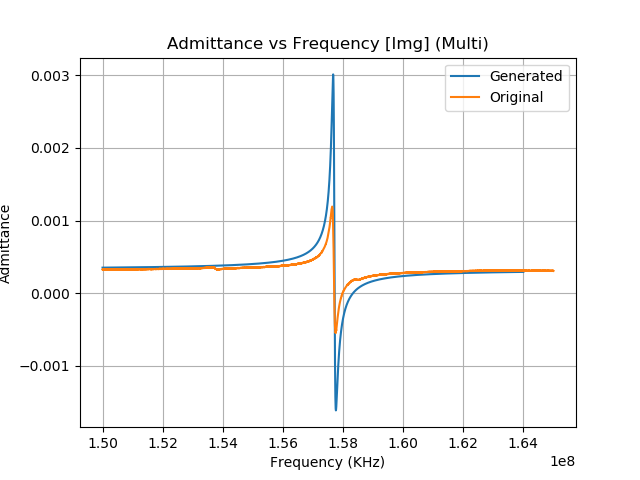 Admittance vs Frequency [Img] (Multi)
Generated
Original
Admittance
0.003
0.002
0.001
0.000
−0.001
1.50 1.52 1.54 1.56 1.58 1.60 1.62 1.64
1e8
Frequency (KHz)